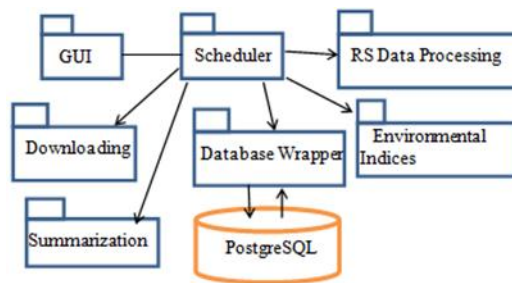 GUI
Scheduler
RS Data Processing
Downloading
Database Wrapper
Environmental
Indices
Summarization
PostgreSQL